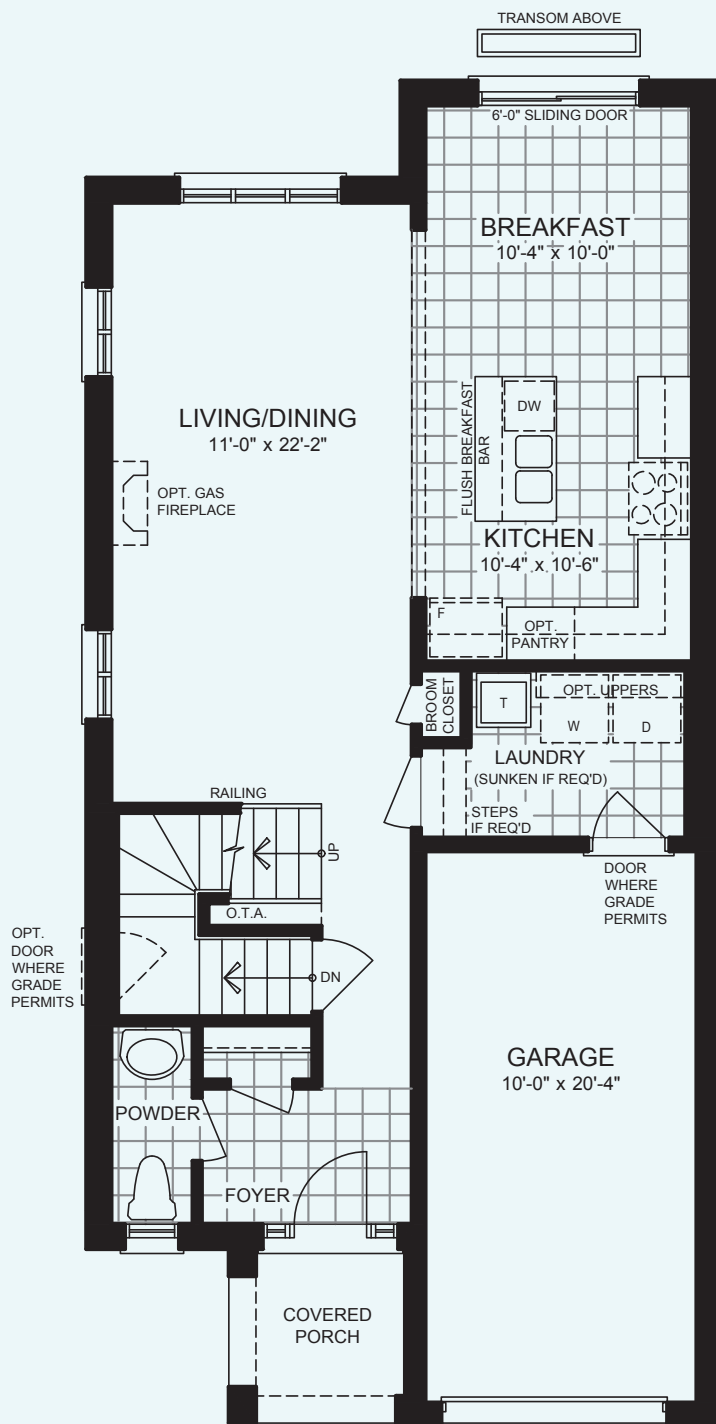 TRANSOM ABOVE
6'-0" SLIDING DOOR
BREAKFAST
10'-4" x 10'-0"
LIVING/DINING
11'-0" x 22'-2"
OPT. GAS
FIREPLACE
FLUSH BREAKFAST
BAR
DW
KITCHEN
10'-4" x 10'-6"
F
OPT.
PANTRY
BROOM
CLOSET
T
OPT. UPPERS
W
D
LAUNDRY
(SUNKEN IF REQ'D)
STEPS
IF REQ'D
RAILING
UP
O.T.A.
DN
OPT.
DOOR
WHERE
GRADE
PERMITS
DOOR
WHERE
GRADE
PERMITS
GARAGE
10'-0" x 20'-4"
POWDER
FOYER
COVERED
PORCH